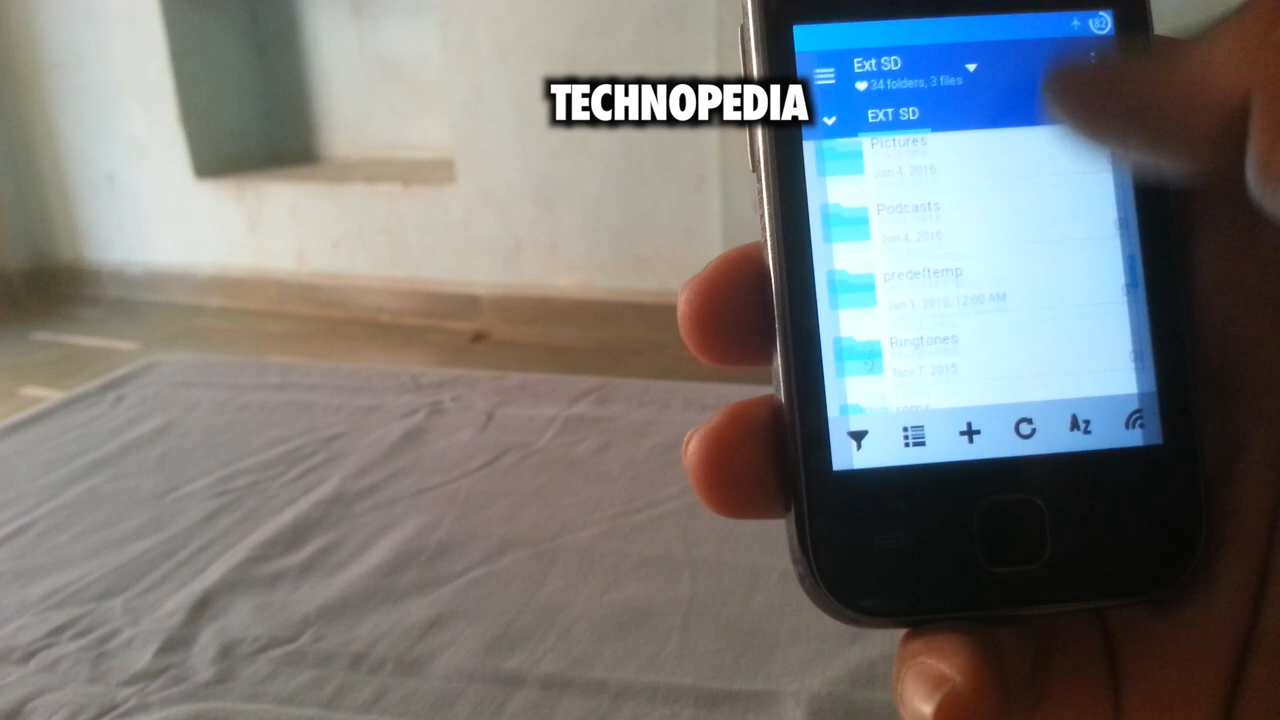 82
Ext SD
34 folders, 3 files
TECHNOPEDIA
EXT SD
Pictures
Jan 4, 2016
Podcasts
Jan 4, 2016
predeftemp
Jan 1, 2010, 12:00 AM
Ringtones
Nov 7, 2015
AZ